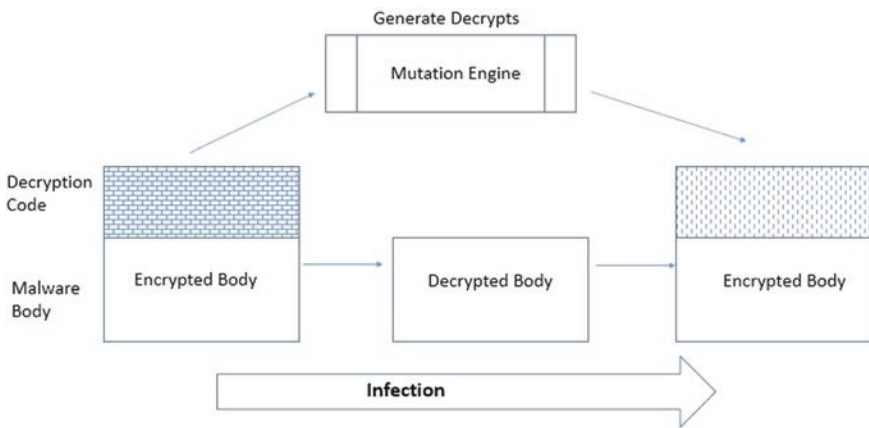 Generate Decrypts
Mutation Engine
Decryption
Code
Encrypted Body
Decrypted Body
Encrypted Body
Malware
Body
Infection